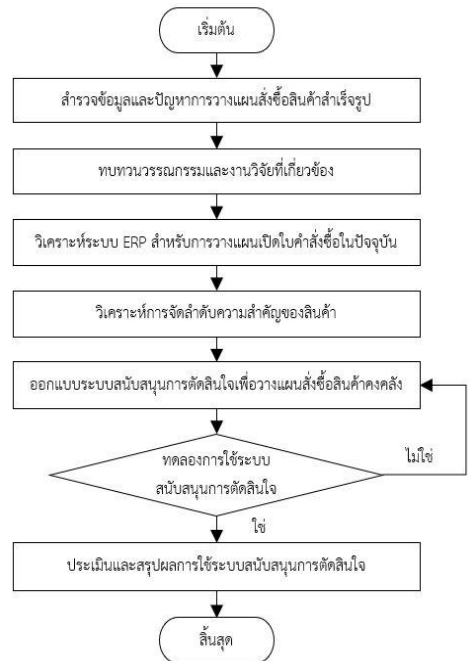 เริ่มต้น
สำรวจข้อมูลและปัญหาการวางแผนสั่งซื้อสินค้าสำเร็จรูป
ทบทวนวรรณกรรมและงานวิจัยที่เกี่ยวข้อง
วิเคราะห์ระบบ ERP สำหรับการวางแผนเปิดใบคำสั่งซื้อในปัจจุบัน
วิเคราะห์การจัดลำดับความสำคัญของสินค้า
ออกแบบระบบสนับสนุนการตัดสินใจเพื่อวางแผนสั่งซื้อสินค้าคงคลัง
ทดลองการใช้ระบบ
สนับสนุนการตัดสินใจ
ไม่ใช่
ใช่
ประเมินและสรุปผลการใช้ระบบสนับสนุนการตัดสินใจ
สิ้นสุด